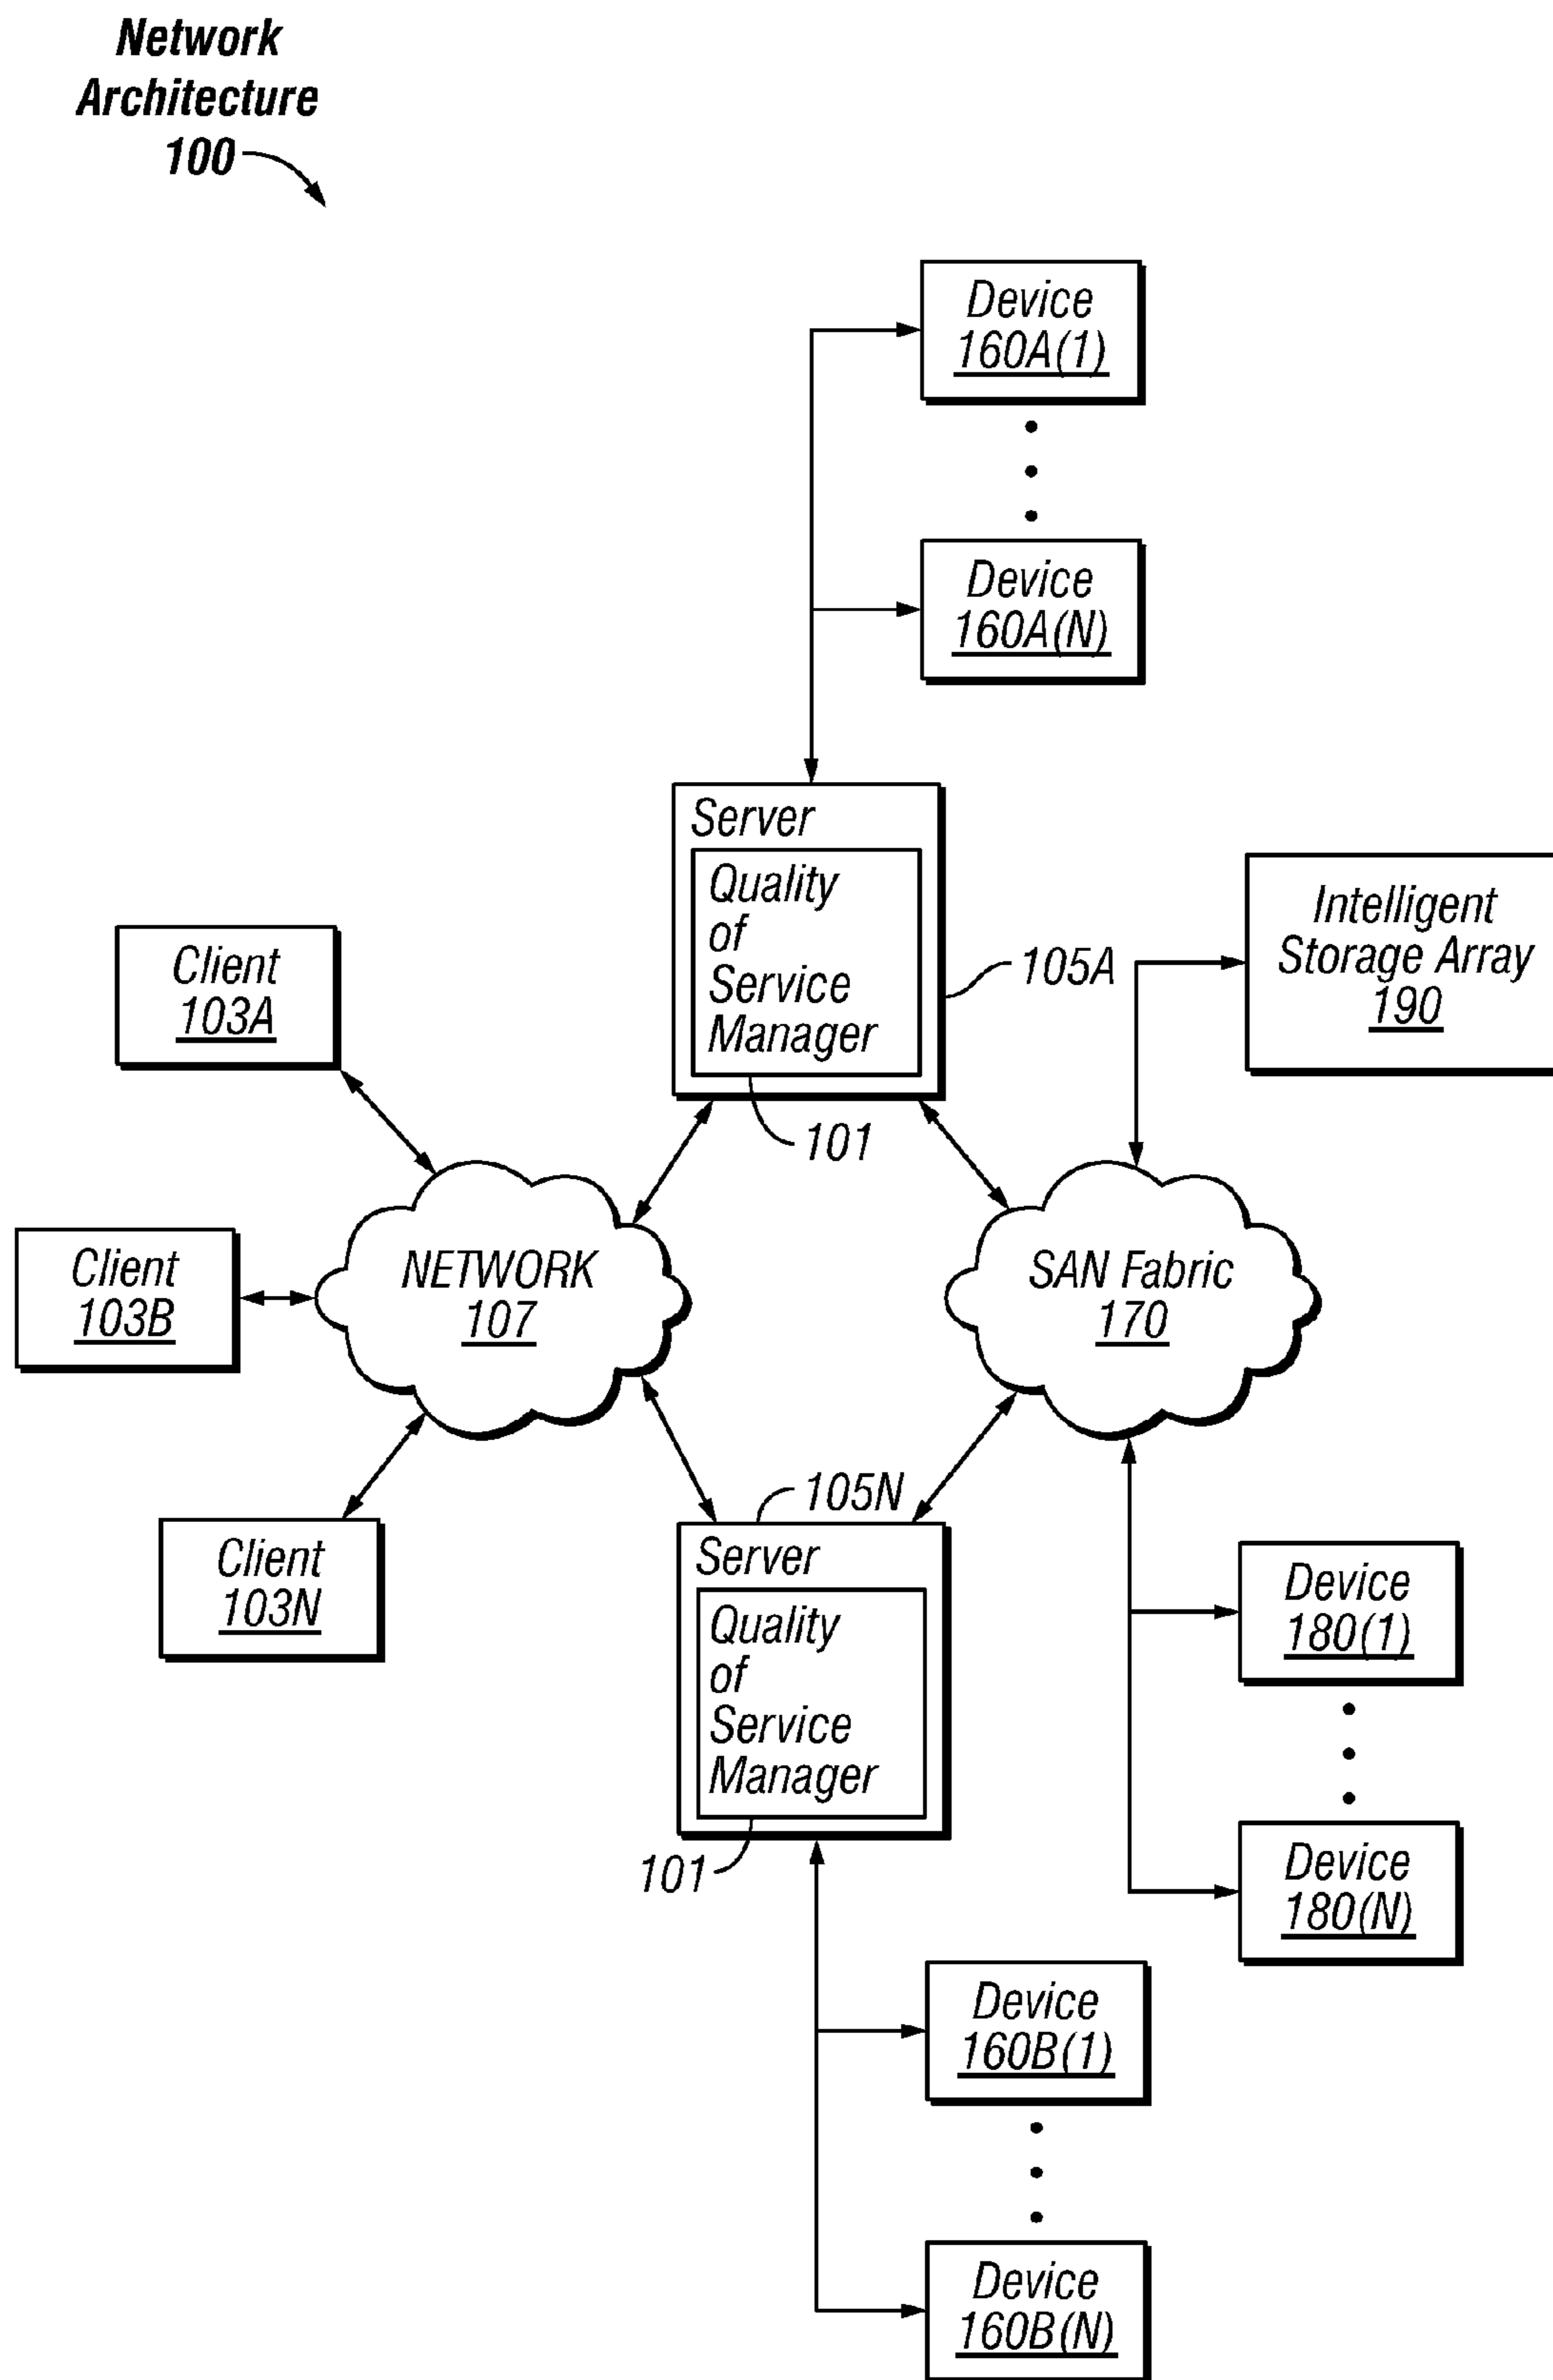 Network
Architecture
100
Device
160A(1)
Device
160A(N)
Server
Quality
of
Service
Manager
105A
101
Intelligent
Storage Array
190
Client
103A
Client
103B
Client
103N
NETWORK
107
SAN Fabric
170
105N
Server
Quality
of
Service
Manager
101
Device
180(1)
Device
180(N)
Device
160B(1)
Device
160B(N)